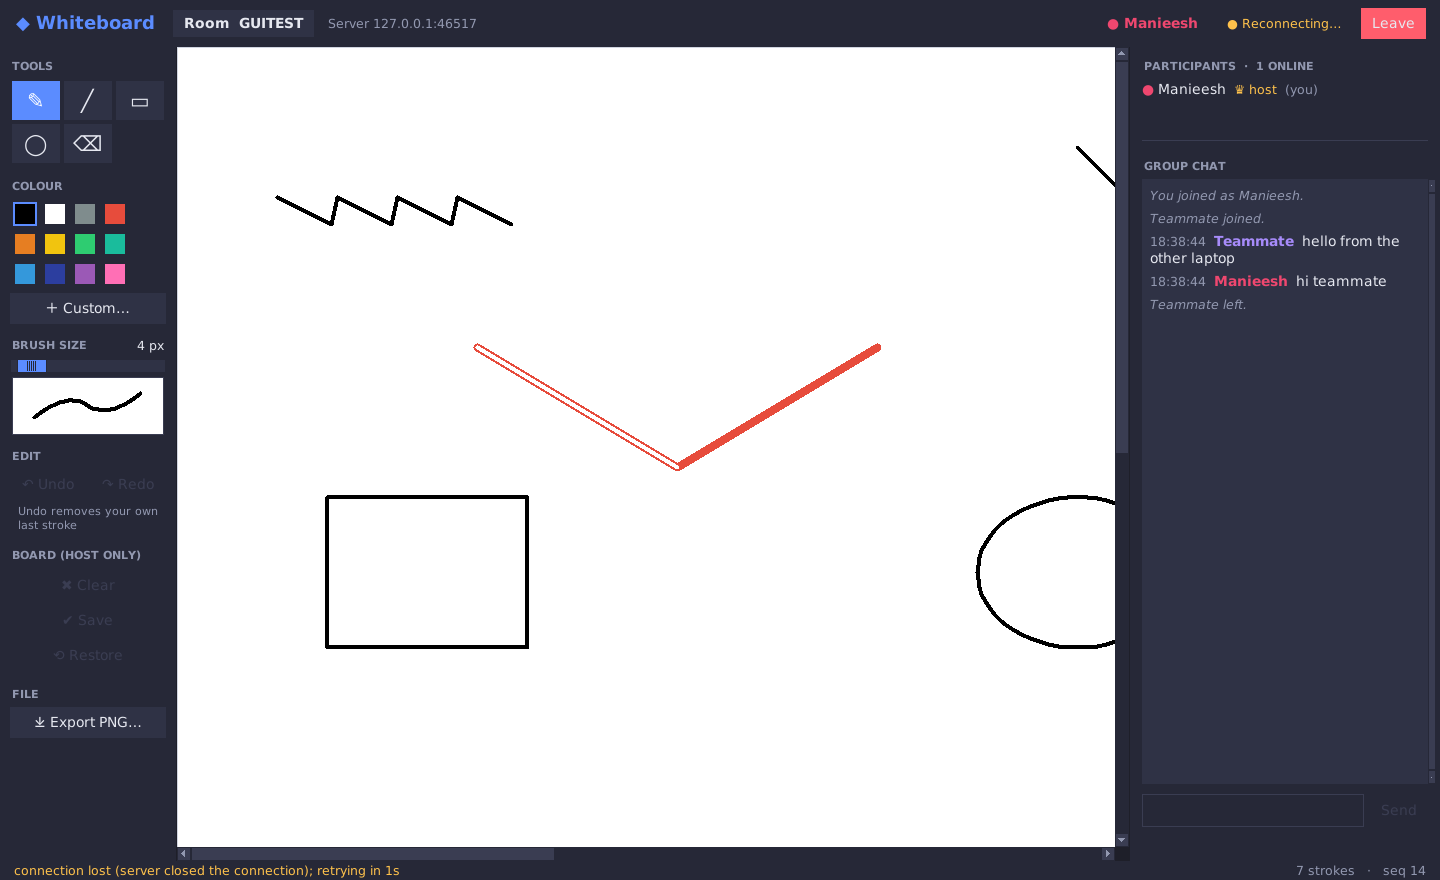 ◆ Whiteboard
Room GUITEST
Server 127.0.0.1:46517
● Manieesh
● Reconnecting…
Leave
TOOLS
COLOUR
+ Custom…
BRUSH SIZE 4 px
EDIT
↶ Undo ↷ Redo
Undo removes your own
last stroke
BOARD (HOST ONLY)
✖ Clear
✔ Save
⟲ Restore
FILE
Export PNG…
PARTICIPANTS · 1 ONLINE
● Manieesh ♛ host (you)
GROUP CHAT
You joined as Manieesh.
Teammate joined.
18:38:44 Teammate hello from the
other laptop
18:38:44 Manieesh hi teammate
Teammate left.
Send
connection lost (server closed the connection); retrying in 1s
7 strokes · seq 14